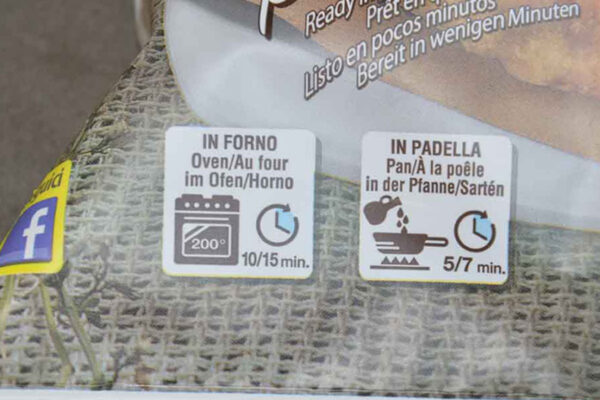 Ready
Prêt en
Listo en pocos minutos
Bereit in wenigen Minuten
IN FORNO
Oven/Au four
im Ofen/Horno
200°
10/15 min.
IN PADELLA
Pan/À la poêle
in der Pfanne/Sartén
5/7 min.
f